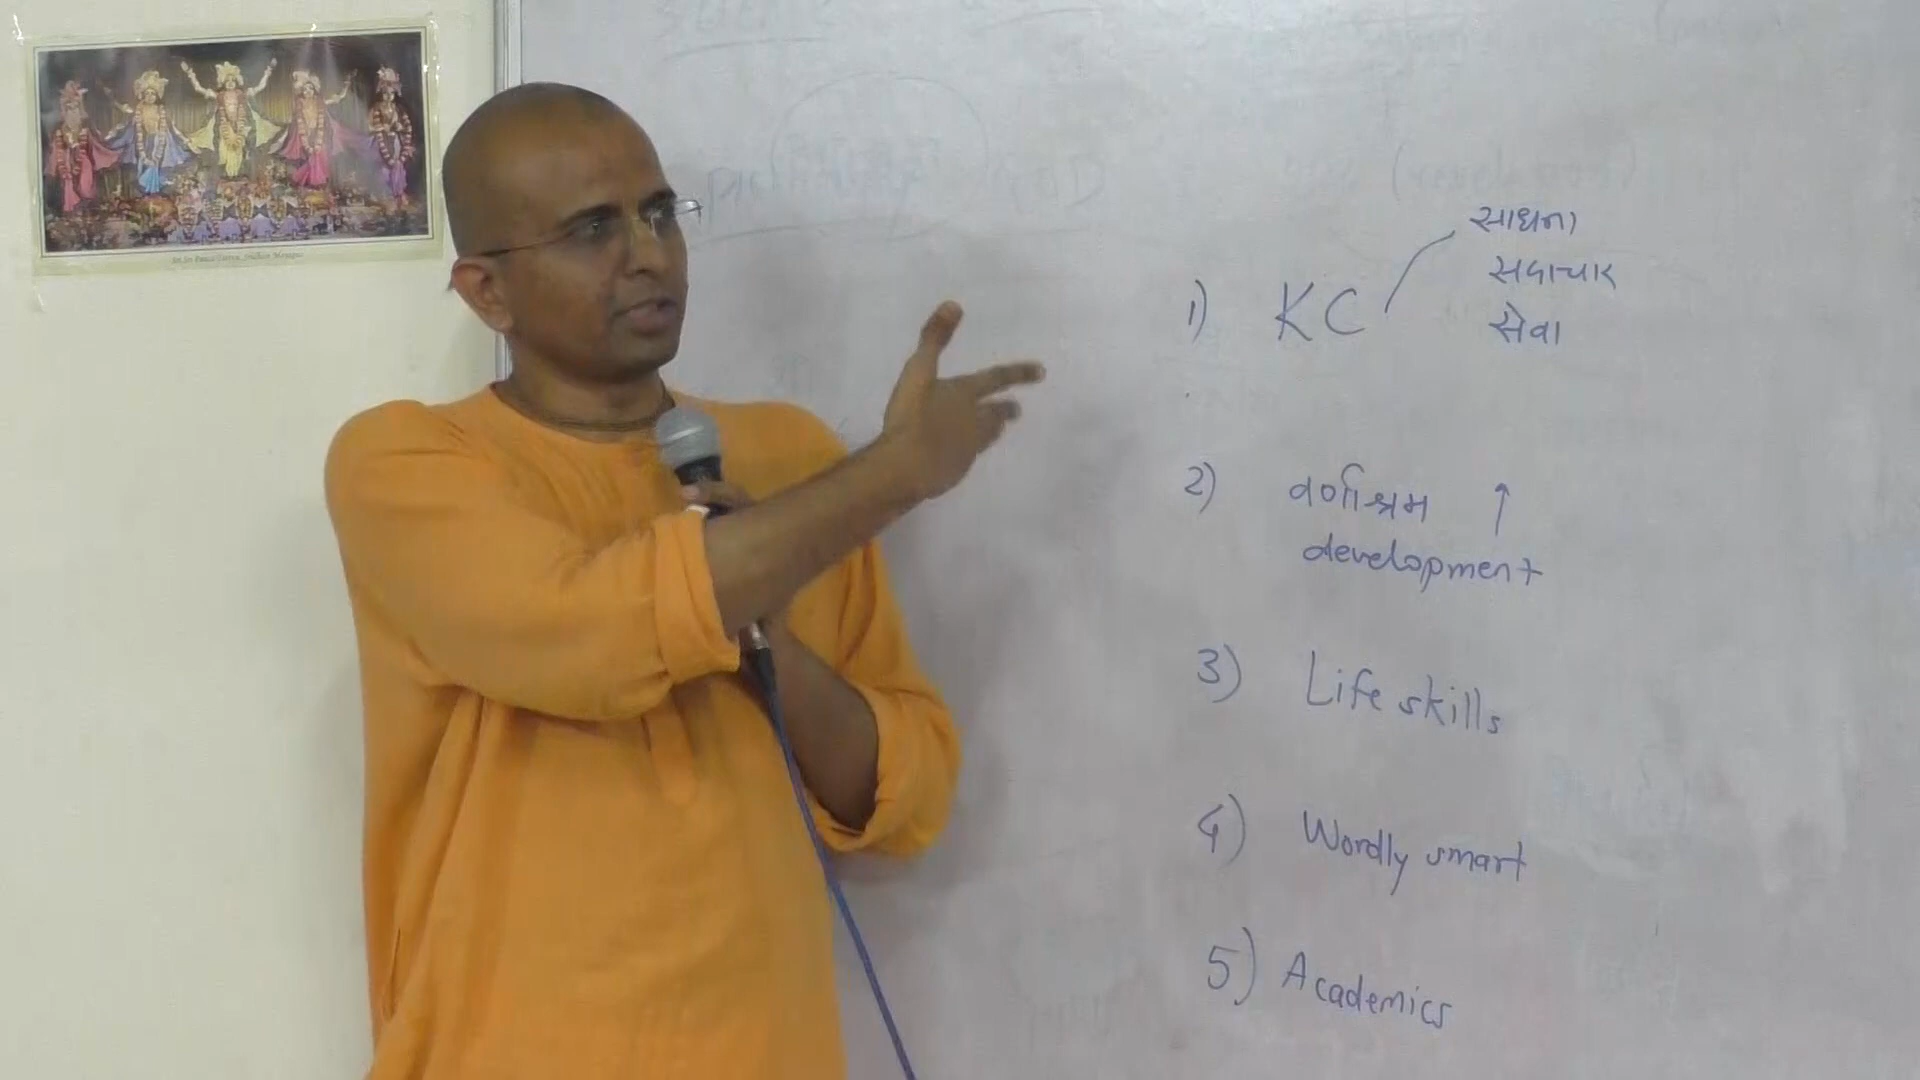 साधना
1) KC सदाचार
सेवा
2) वर्णाश्रम ↑
development
3) Life skills
4) Wordly smart
5) Academics